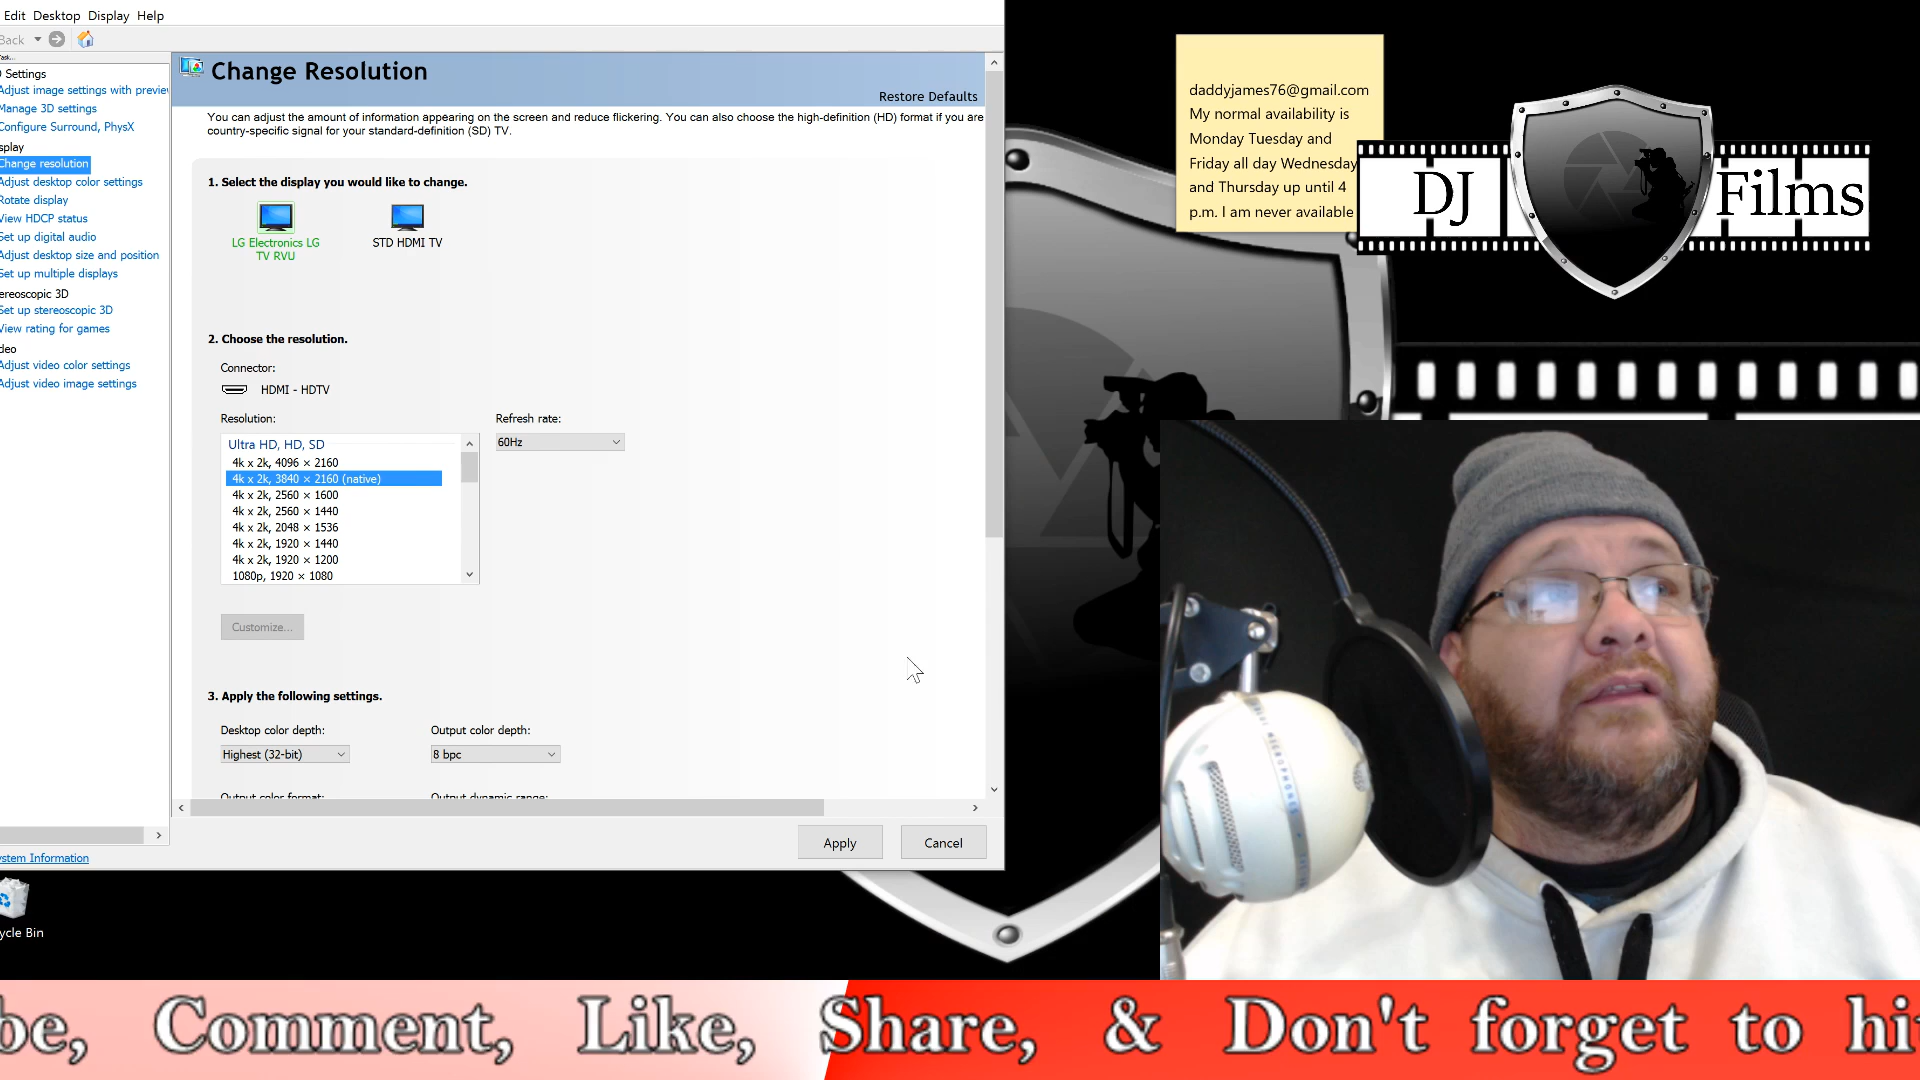 Edit Desktop Display Help
Back
Task...
Settings
Adjust image settings with previe
Manage 3D settings
Configure Surround, PhysX
splay
Change resolution
Adjust desktop color settings
Rotate display
View HDCP status
Set up digital audio
Adjust desktop size and position
Set up multiple displays
ereoscopic 3D
Set up stereoscopic 3D
View rating for games
deo
Adjust video color settings
Adjust video image settings
ystem Information
ycle Bin
Change Resolution
Restore Defaults
You can adjust the amount of information appearing on the screen and reduce flickering. You can also choose the high-definition (HD) format if you are
country-specific signal for your standard-definition (SD) TV.
1. Select the display you would like to change.
LG Electronics LG
TV RVU
STD HDMI TV
2. Choose the resolution.
Connector:
HDMI - HDTV
Resolution:
Refresh rate:
60Hz
Ultra HD, HD, SD
4k x 2k, 4096 × 2160
4k x 2k, 3840 × 2160 (native)
4k x 2k, 2560 × 1600
4k x 2k, 2560 × 1440
4k x 2k, 2048 × 1536
4k x 2k, 1920 × 1440
4k x 2k, 1920 × 1200
1080p, 1920 × 1080
Customize...
3. Apply the following settings.
Desktop color depth:
Output color depth:
Highest (32-bit)
8 bpc
Output color format:
Output dynamic range:
Apply
Cancel
daddyjames76@gmail.com
My normal availability is
Monday Tuesday and
Friday all day Wednesday
and Thursday up until 4
p.m. I am never available
DJ Films
MICROPHONES
be, Comment, Like, Share, & Don't forget to hi